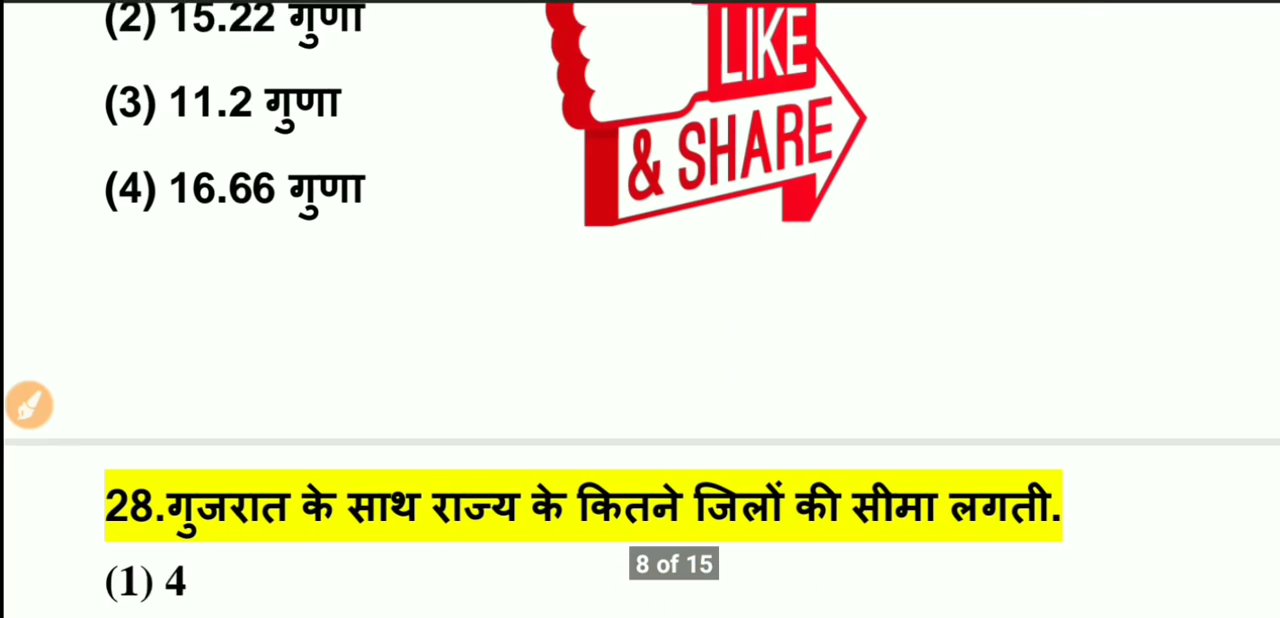 (2) 15.22 गुणा
(3) 11.2 गुणा
(4) 16.66 गुणा
LIKE
& SHARE
28.गुजरात के साथ राज्य के कितने जिलों की सीमा लगती.
8 of 15
(1) 4